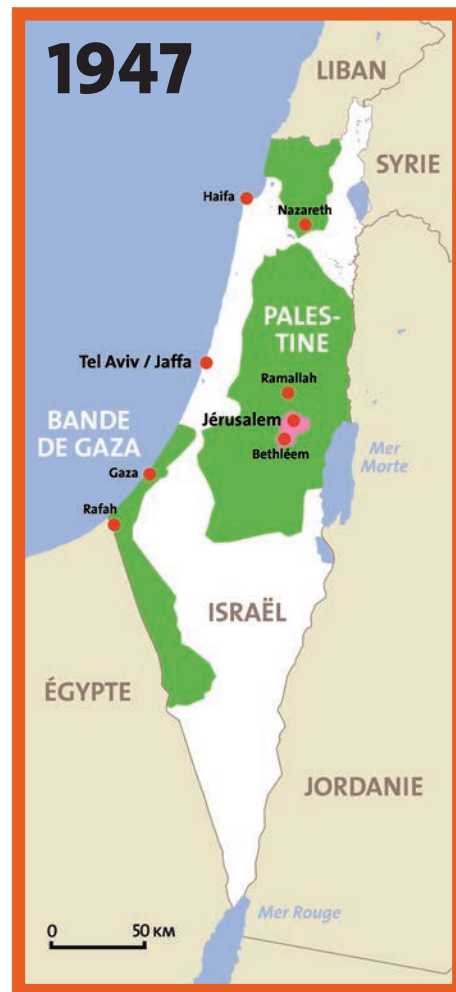 1947
LIBAN
SYRIE
Haifa
Nazareth
PALES-
TINE
Tel Aviv / Jaffa
Ramallah
Jérusalem
BANDE
DE GAZA
Bethléem
Mer
Morte
Gaza
Rafah
ISRAËL
ÉGYPTE
JORDANIE
Mer Rouge
0 50 KM